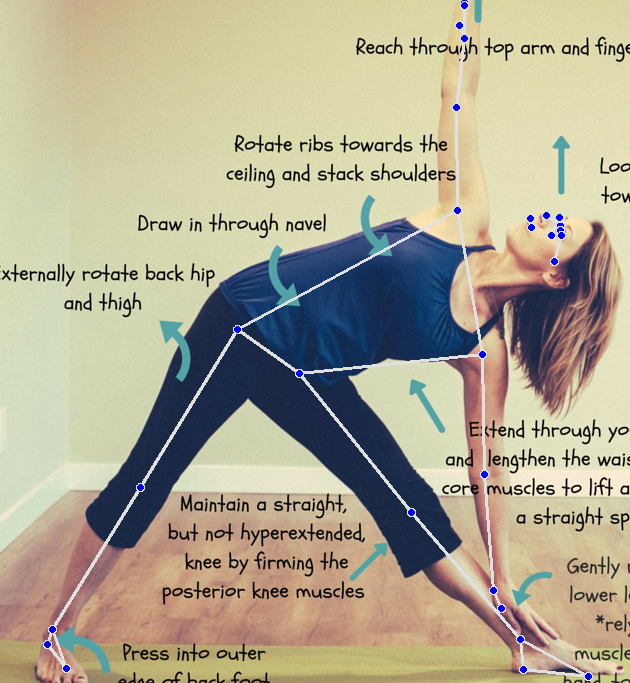 Reach through top arm and finge
Rotate ribs towards the
ceiling and stack shoulders
Loo
tow
Draw in through navel
xternally rotate back hip
and thigh
Extend through yo
and lengthen the wais
core muscles to lift a
a straight sp
Maintain a straight,
but not hyperextended,
knee by firming the
posterior knee muscles
Gently u
lower le
*rely
muscle
hand to
Press into outer
edge of back foot